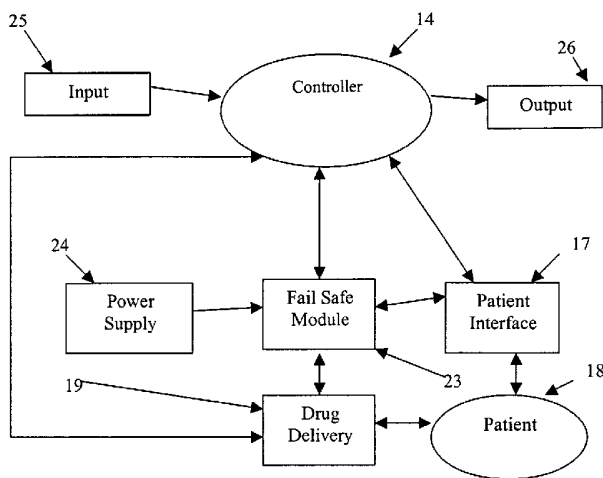 25
14
26
Input
Controller
Output
24
17
Power
Supply
Fail Safe
Module
Patient
Interface
19
23
18
Drug
Delivery
Patient